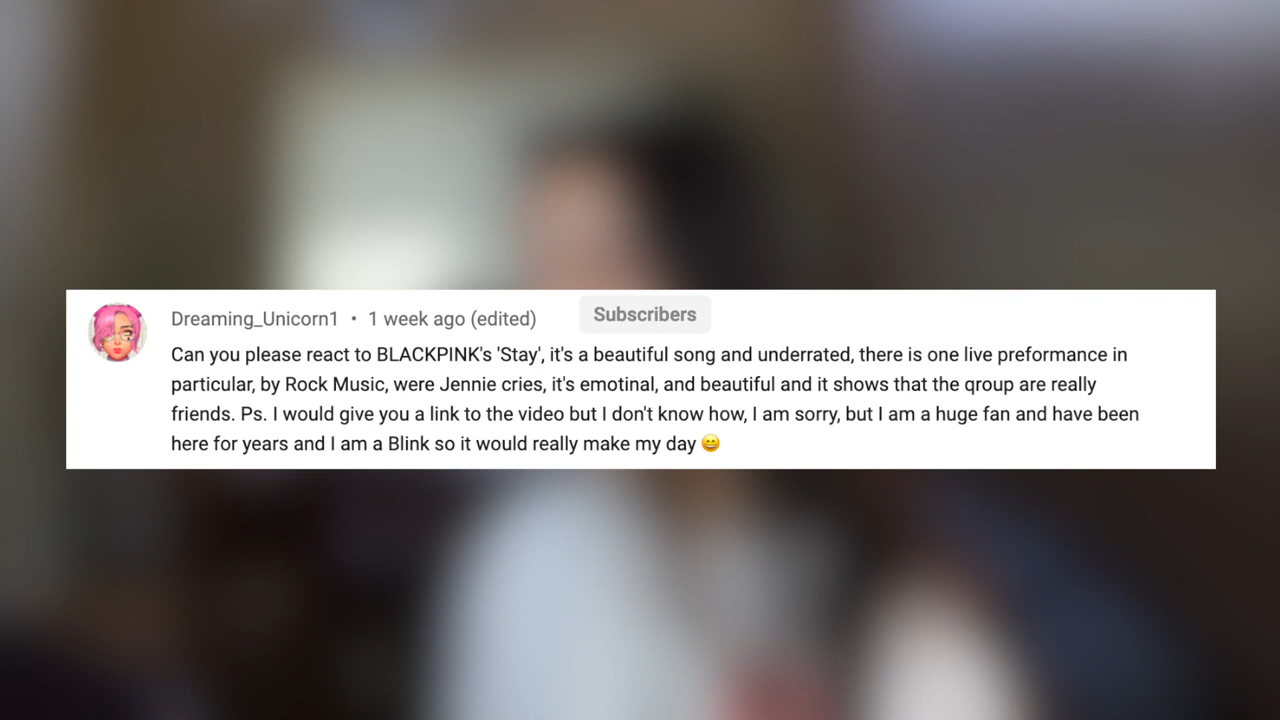 Dreaming_Unicorn1 • 1 week ago (edited) Subscribers
Can you please react to BLACKPINK's 'Stay', it's a beautiful song and underrated, there is one live preformance in
particular, by Rock Music, were Jennie cries, it's emotinal, and beautiful and it shows that the qroup are really
friends. Ps. I would give you a link to the video but I don't know how, I am sorry, but I am a huge fan and have been
here for years and I am a Blink so it would really make my day 😄